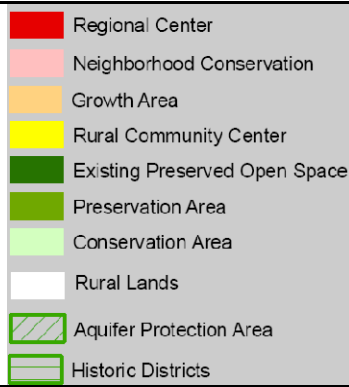 Regional Center
Neighborhood Conservation
Growth Area
Rural Community Center
Existing Preserved Open Space
Preservation Area
Conservation Area
Rural Lands
Aquifer Protection Area
Historic Districts